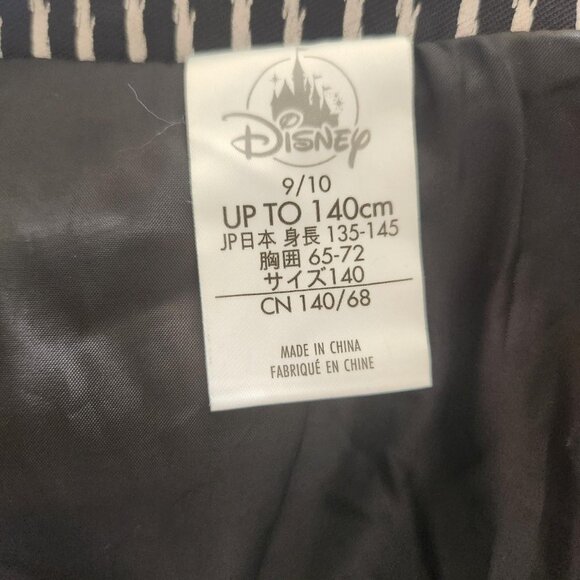 Disney
9/10
UP TO 140cm
JP日本 身長 135-145
胸囲 65-72
サイズ140
CN 140/68
MADE IN CHINA
FABRIQUÉ EN CHINE